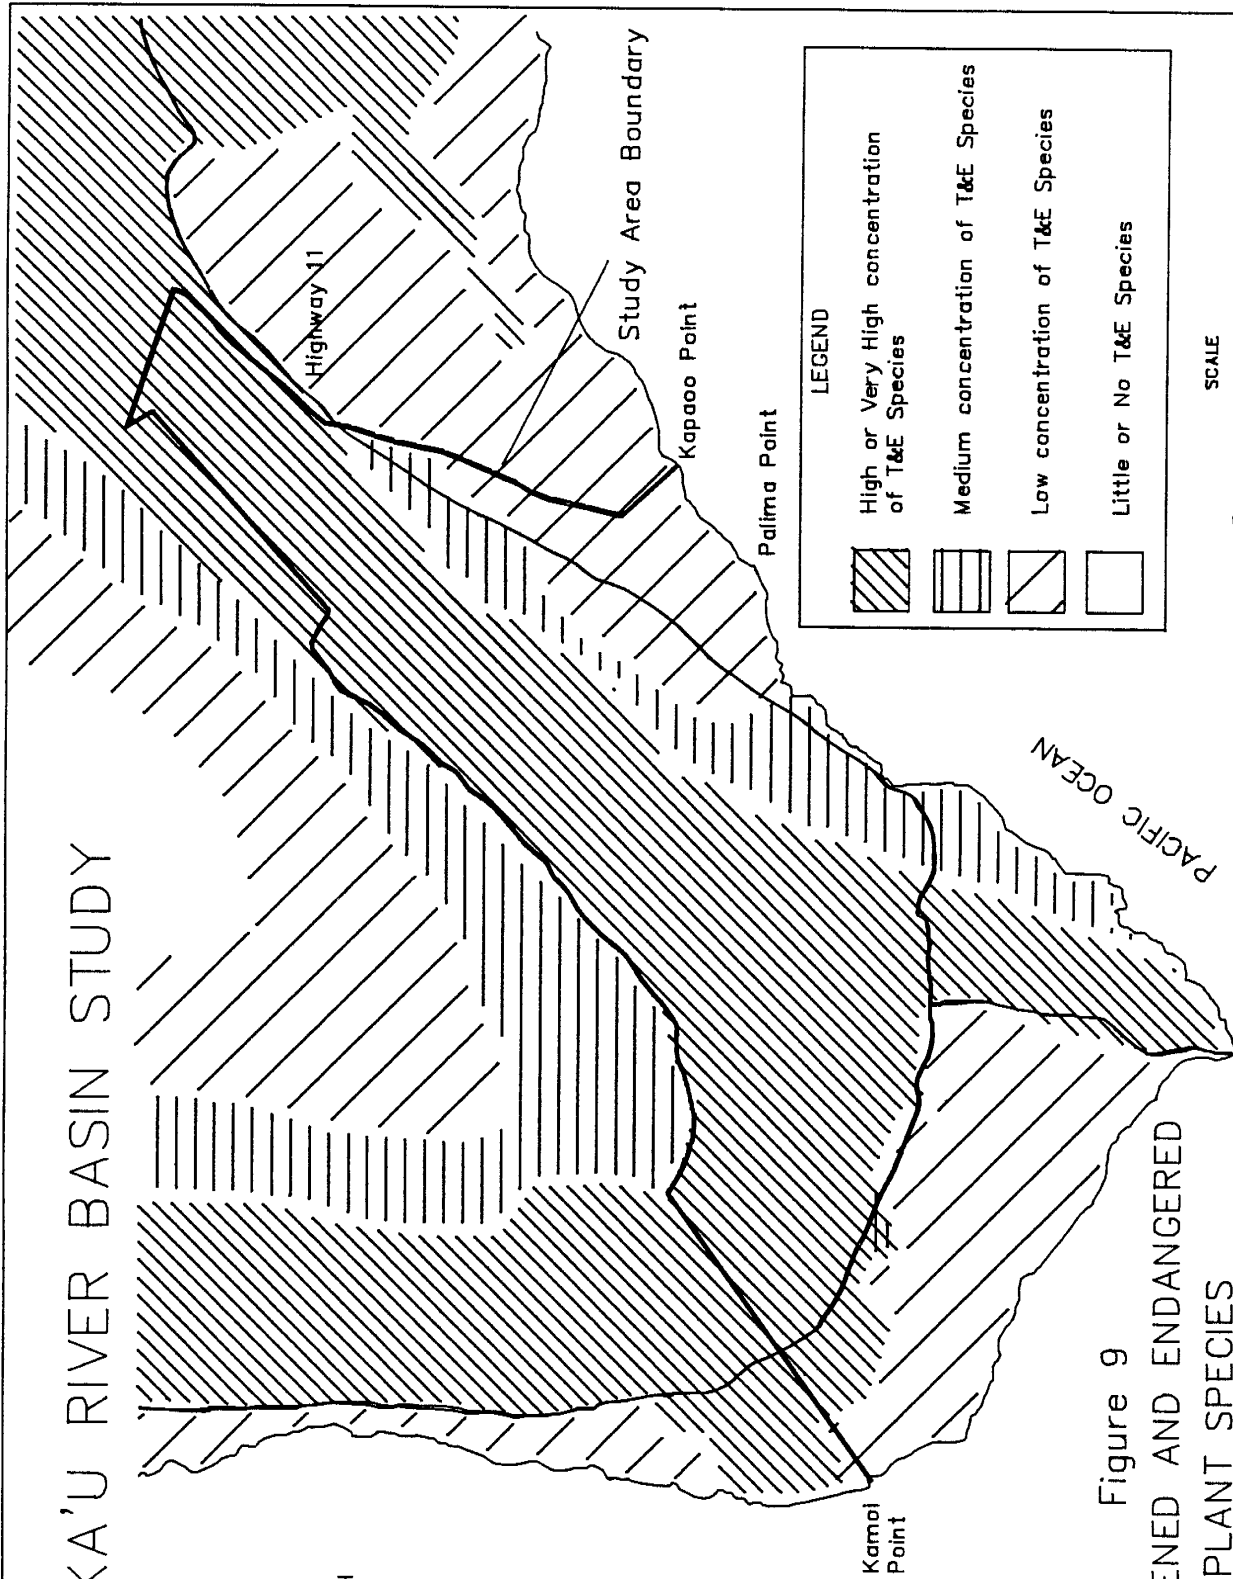 KA'U RIVER BASIN STUDY
Highway 11
Study Area Boundary
Kapaoo Point
Palima Point
PACIFIC OCEAN
Kamoi
Point
LEGEND
High or Very High concentration
of T&E Species
Medium concentration of T&E Species
Low concentration of T&E Species
Little or No T&E Species
SCALE
Figure 9
ENED AND ENDANGERED
PLANT SPECIES